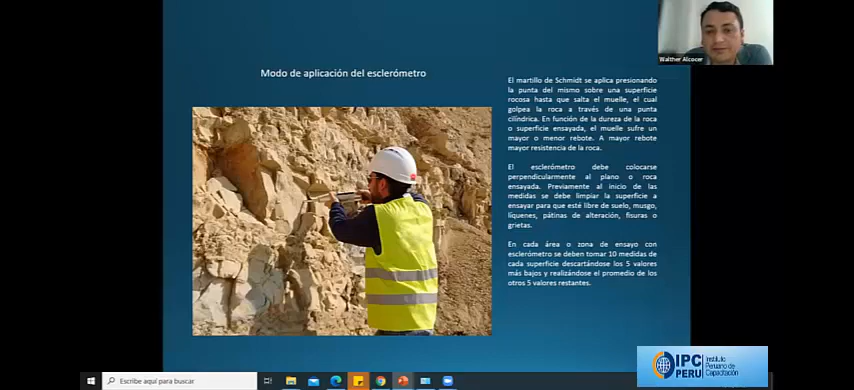 Walther Alcocer
Modo de aplicación del esclerómetro
El martillo de Schmidt se aplica presionando
la punta del mismo sobre una superficie
rocosa hasta que salta el muelle, el cual
golpea la roca a través de una punta
cilíndrica. En función de la dureza de la roca
o superficie ensayada, el muelle sufre un
mayor o menor rebote. A mayor rebote
mayor resistencia de la roca.
El esclerómetro debe colocarse
perpendicularmente al plano o roca
ensayada. Previamente al inicio de las
medidas se debe limpiar la superficie a
ensayar para que esté libre de suelo, musgo,
líquenes, pátinas de alteración, fisuras o
grietas.
En cada área o zona de ensayo con
esclerómetro se deben tomar 10 medidas de
cada superficie descartándose los 5 valores
más bajos y realizándose el promedio de los
otros 5 valores restantes.
IPC
PERU
Instituto
Peruano de
Capacitación
Escribe aquí para buscar